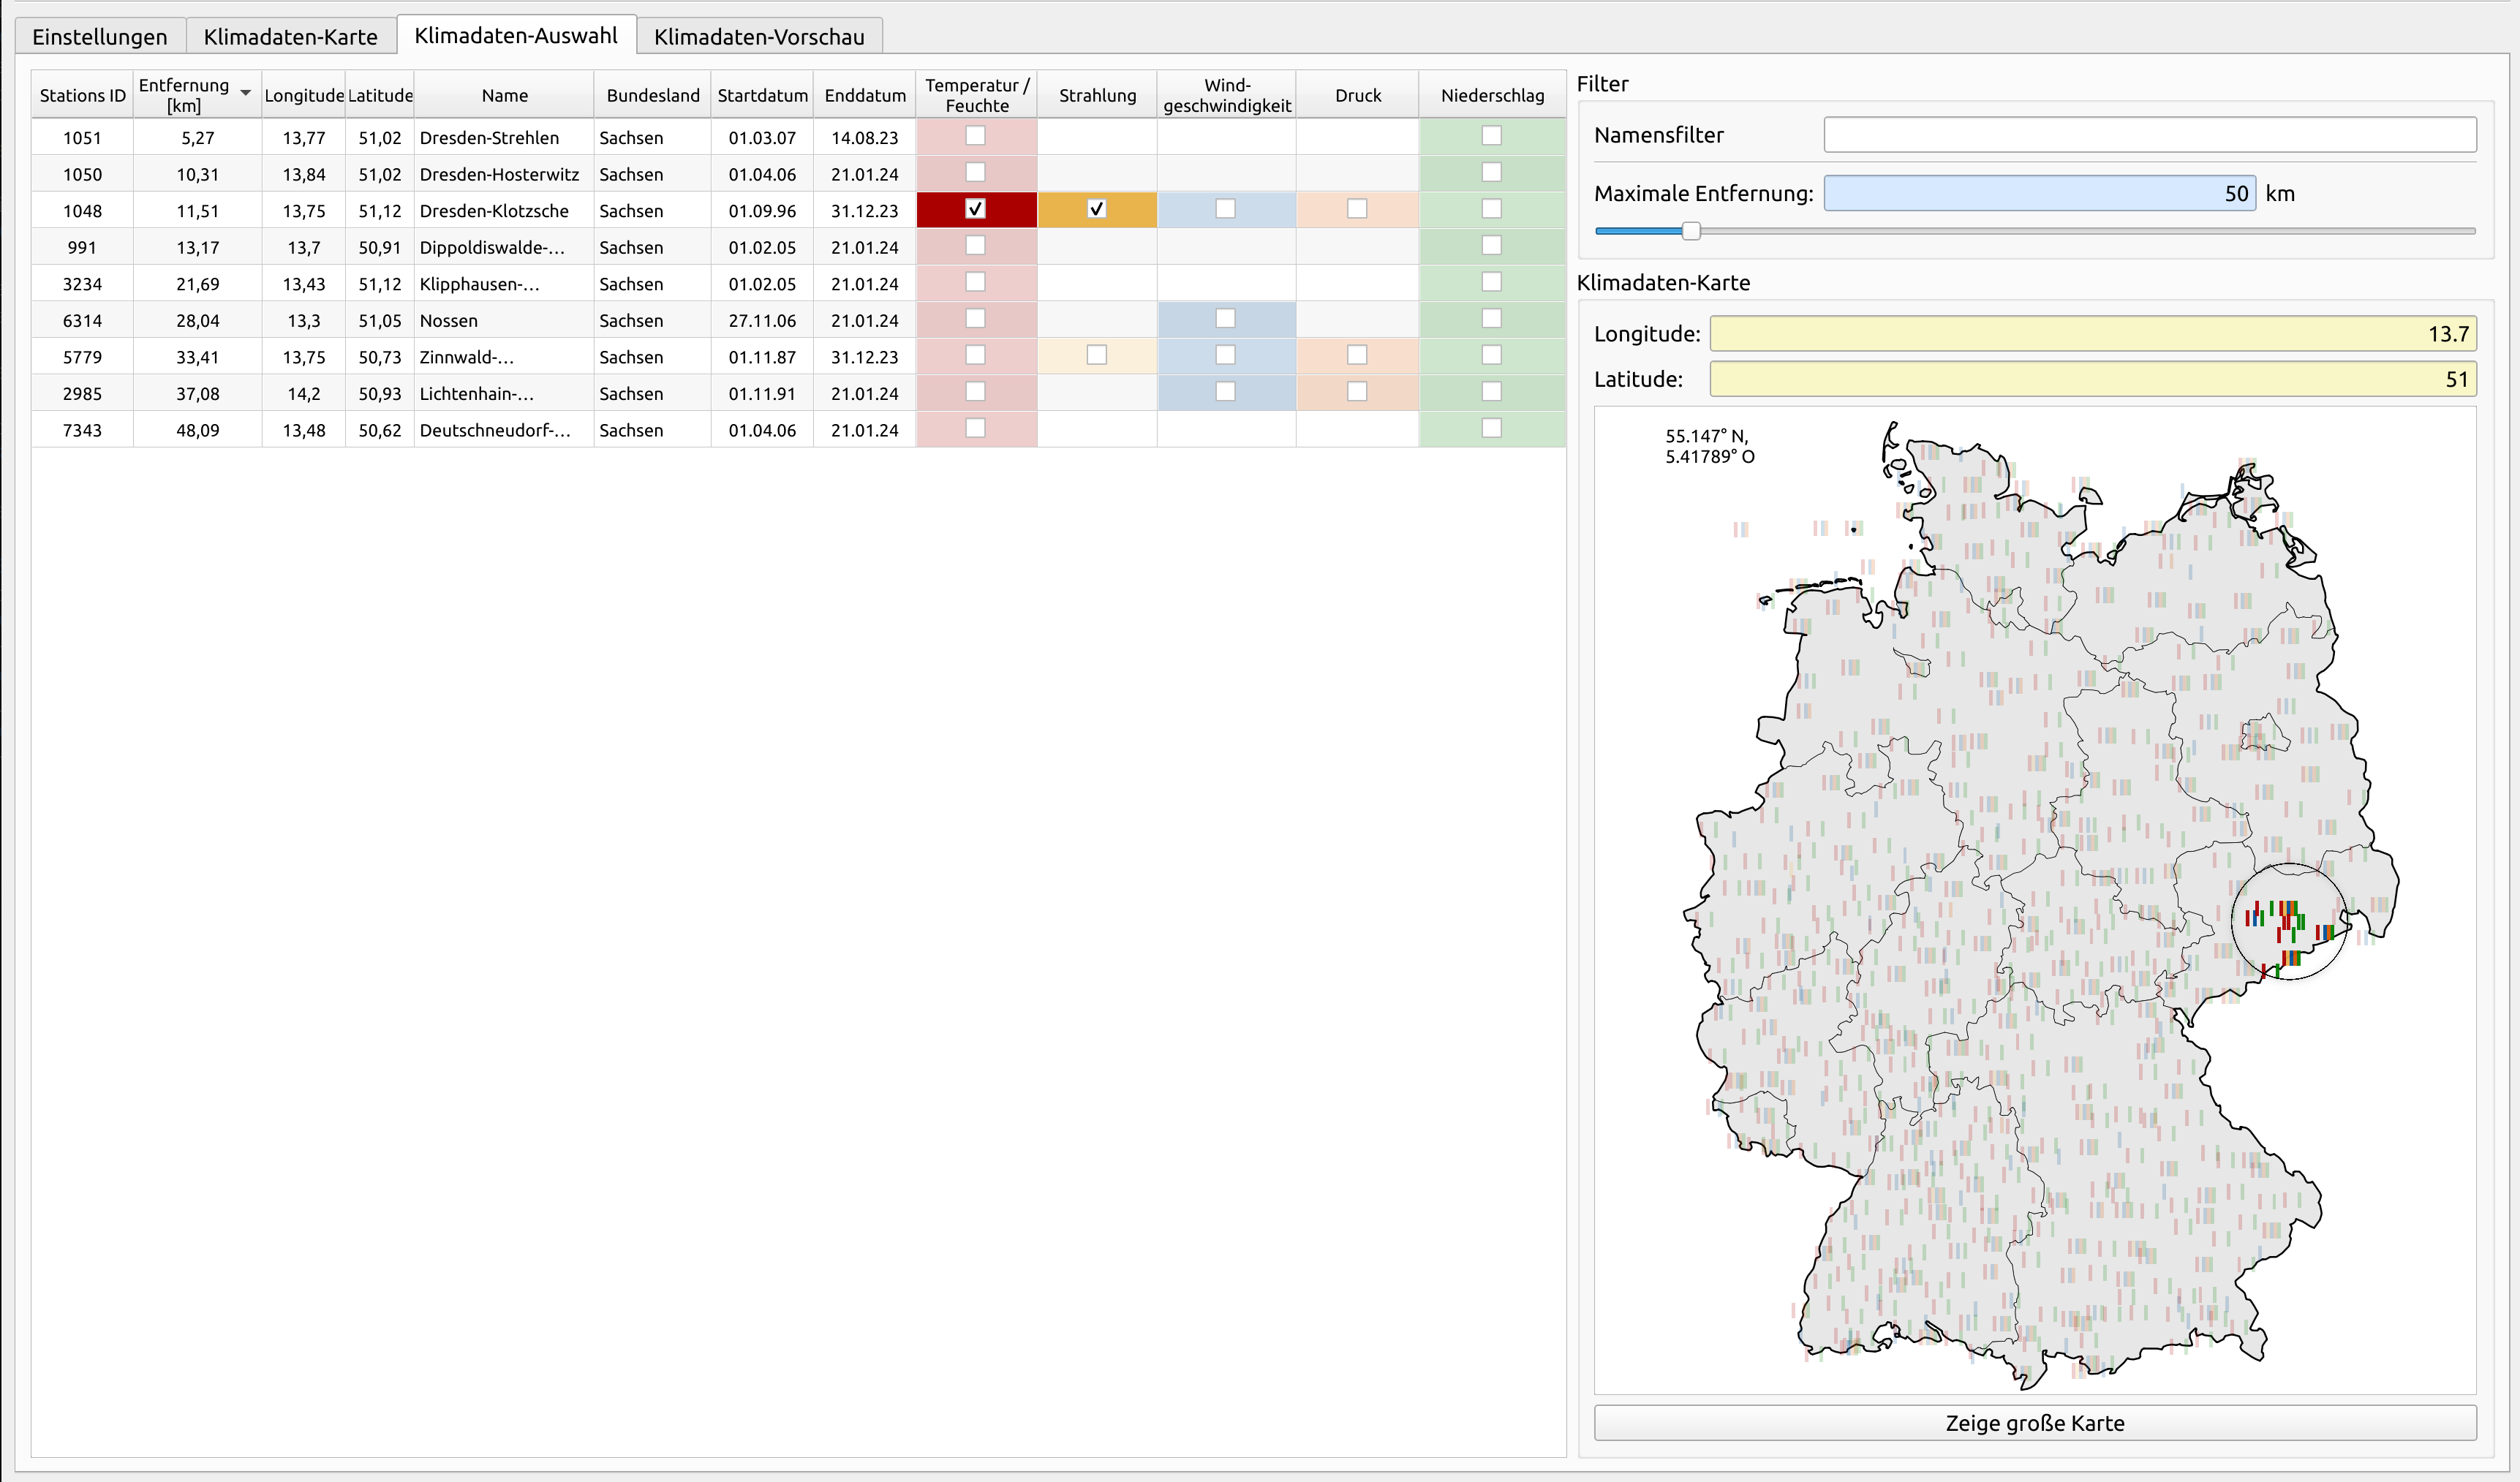 Einstellungen Klimadaten-Karte Klimadaten-Auswahl Klimadaten-Vorschau
Stations ID Entfernung [km] Longitude Latitude Name Bundesland Startdatum Enddatum Temperatur / Feuchte Strahlung Wind-geschwindigkeit Druck Niederschlag
1051 5,27 13,77 51,02 Dresden-Strehlen Sachsen 01.03.07 14.08.23
1050 10,31 13,84 51,02 Dresden-Hosterwitz Sachsen 01.04.06 21.01.24
1048 11,51 13,75 51,12 Dresden-Klotzsche Sachsen 01.09.96 31.12.23
991 13,17 13,7 50,91 Dippoldiswalde-... Sachsen 01.02.05 21.01.24
3234 21,69 13,43 51,12 Klipphausen-... Sachsen 01.02.05 21.01.24
6314 28,04 13,3 51,05 Nossen Sachsen 27.11.06 21.01.24
5779 33,41 13,75 50,73 Zinnwald-... Sachsen 01.11.87 31.12.23
2985 37,08 14,2 50,93 Lichtenhain-... Sachsen 01.11.91 21.01.24
7343 48,09 13,48 50,62 Deutschneudorf-... Sachsen 01.04.06 21.01.24
Filter
Namensfilter
Maximale Entfernung: 50 km
Klimadaten-Karte
Longitude: 13.7
Latitude: 51
55.147° N,
5.41789° O
Zeige große Karte